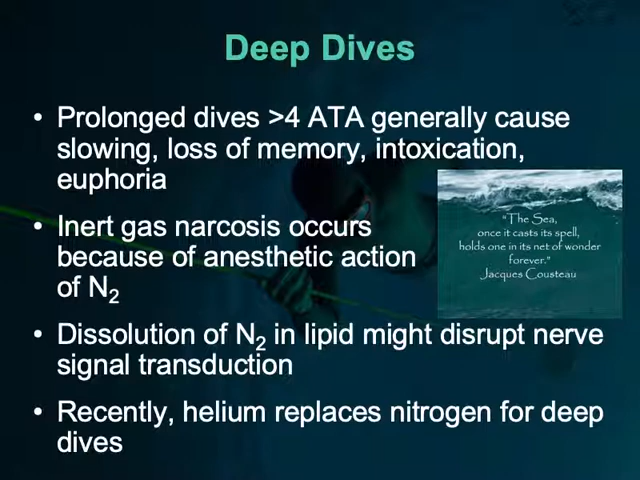 Deep Dives
• Prolonged dives >4 ATA generally cause
slowing, loss of memory, intoxication,
euphoria
• Inert gas narcosis occurs
because of anesthetic action
of N₂
"The Sea,
once it casts its spell,
holds one in its net of wonder
forever."
Jacques Cousteau
• Dissolution of N₂ in lipid might disrupt nerve
signal transduction
• Recently, helium replaces nitrogen for deep
dives